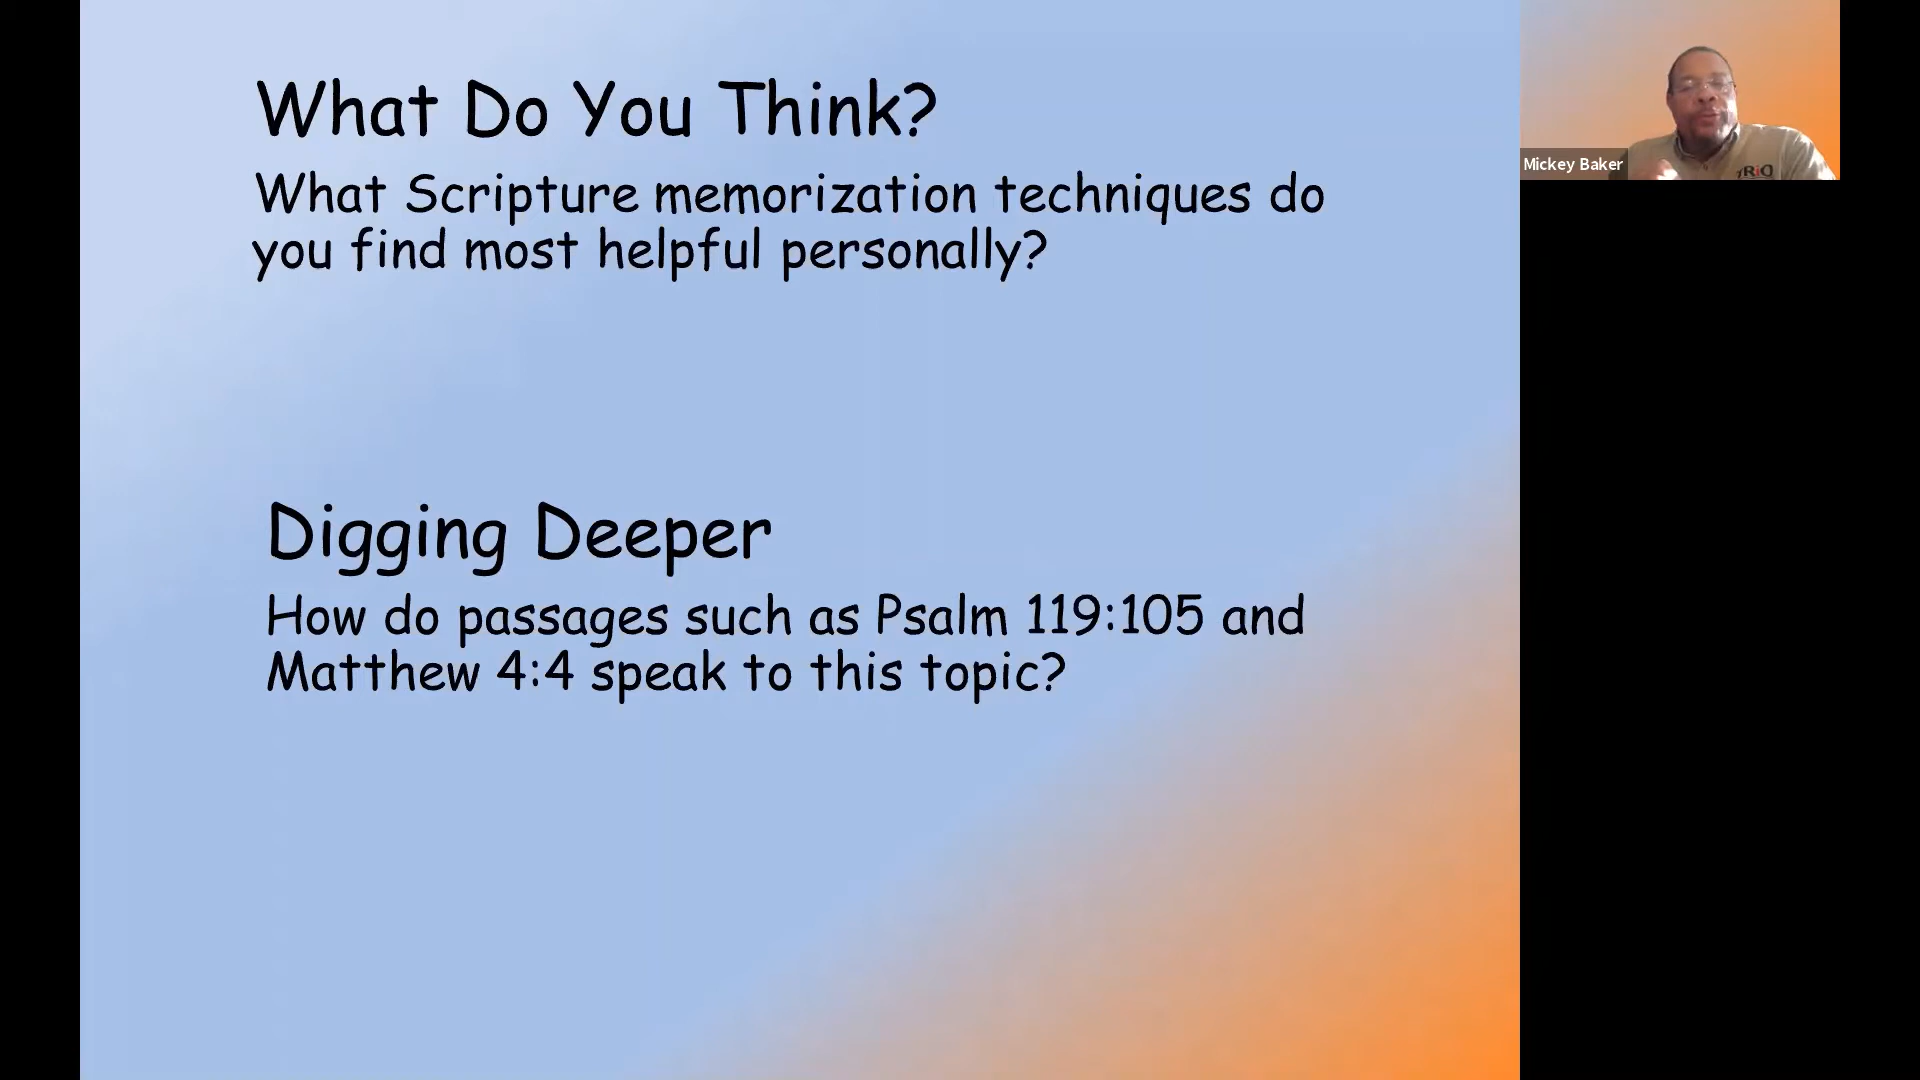 What Do You Think?
What Scripture memorization techniques do
you find most helpful personally?
Digging Deeper
How do passages such as Psalm 119:105 and
Matthew 4:4 speak to this topic?
Mickey Baker
TRiO